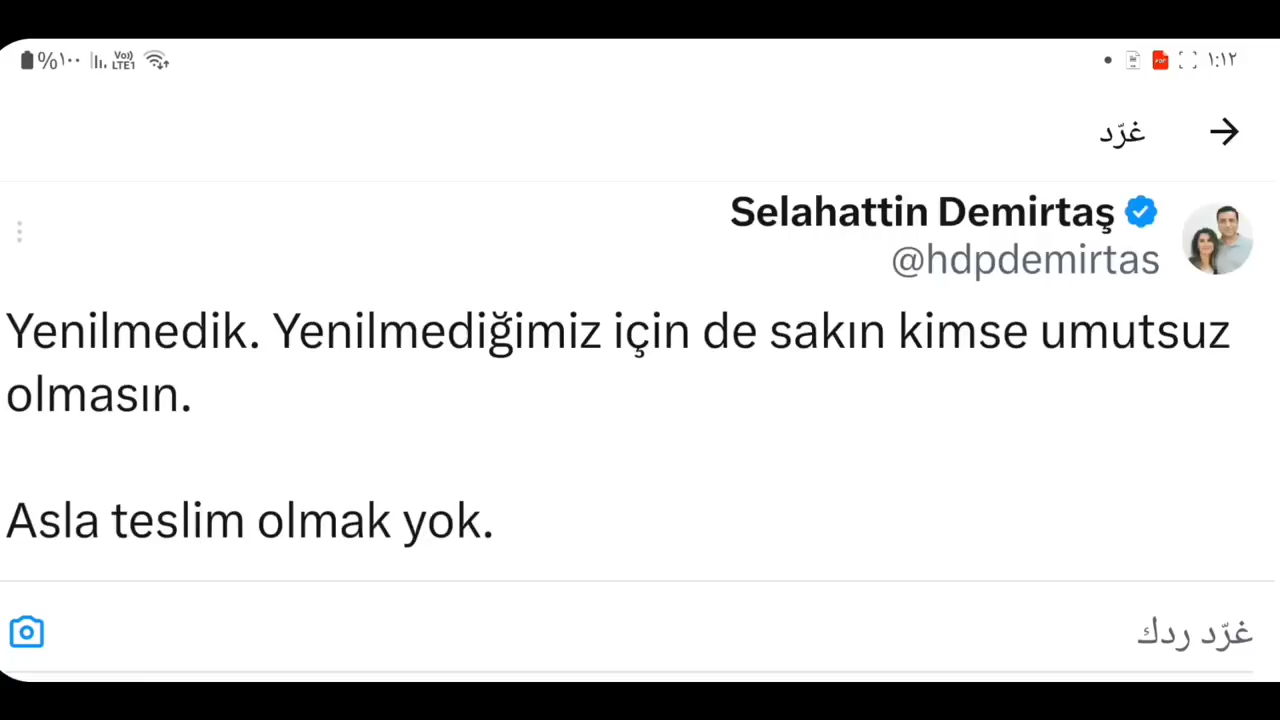 %١٠٠ Vo) LTE1 PDF ١:١٢
غرّد
Selahattin Demirtaş
@hdpdemirtas
Yenilmedik. Yenilmediğimiz için de sakın kimse umutsuz
olmasın.
Asla teslim olmak yok.
غرّد ردك